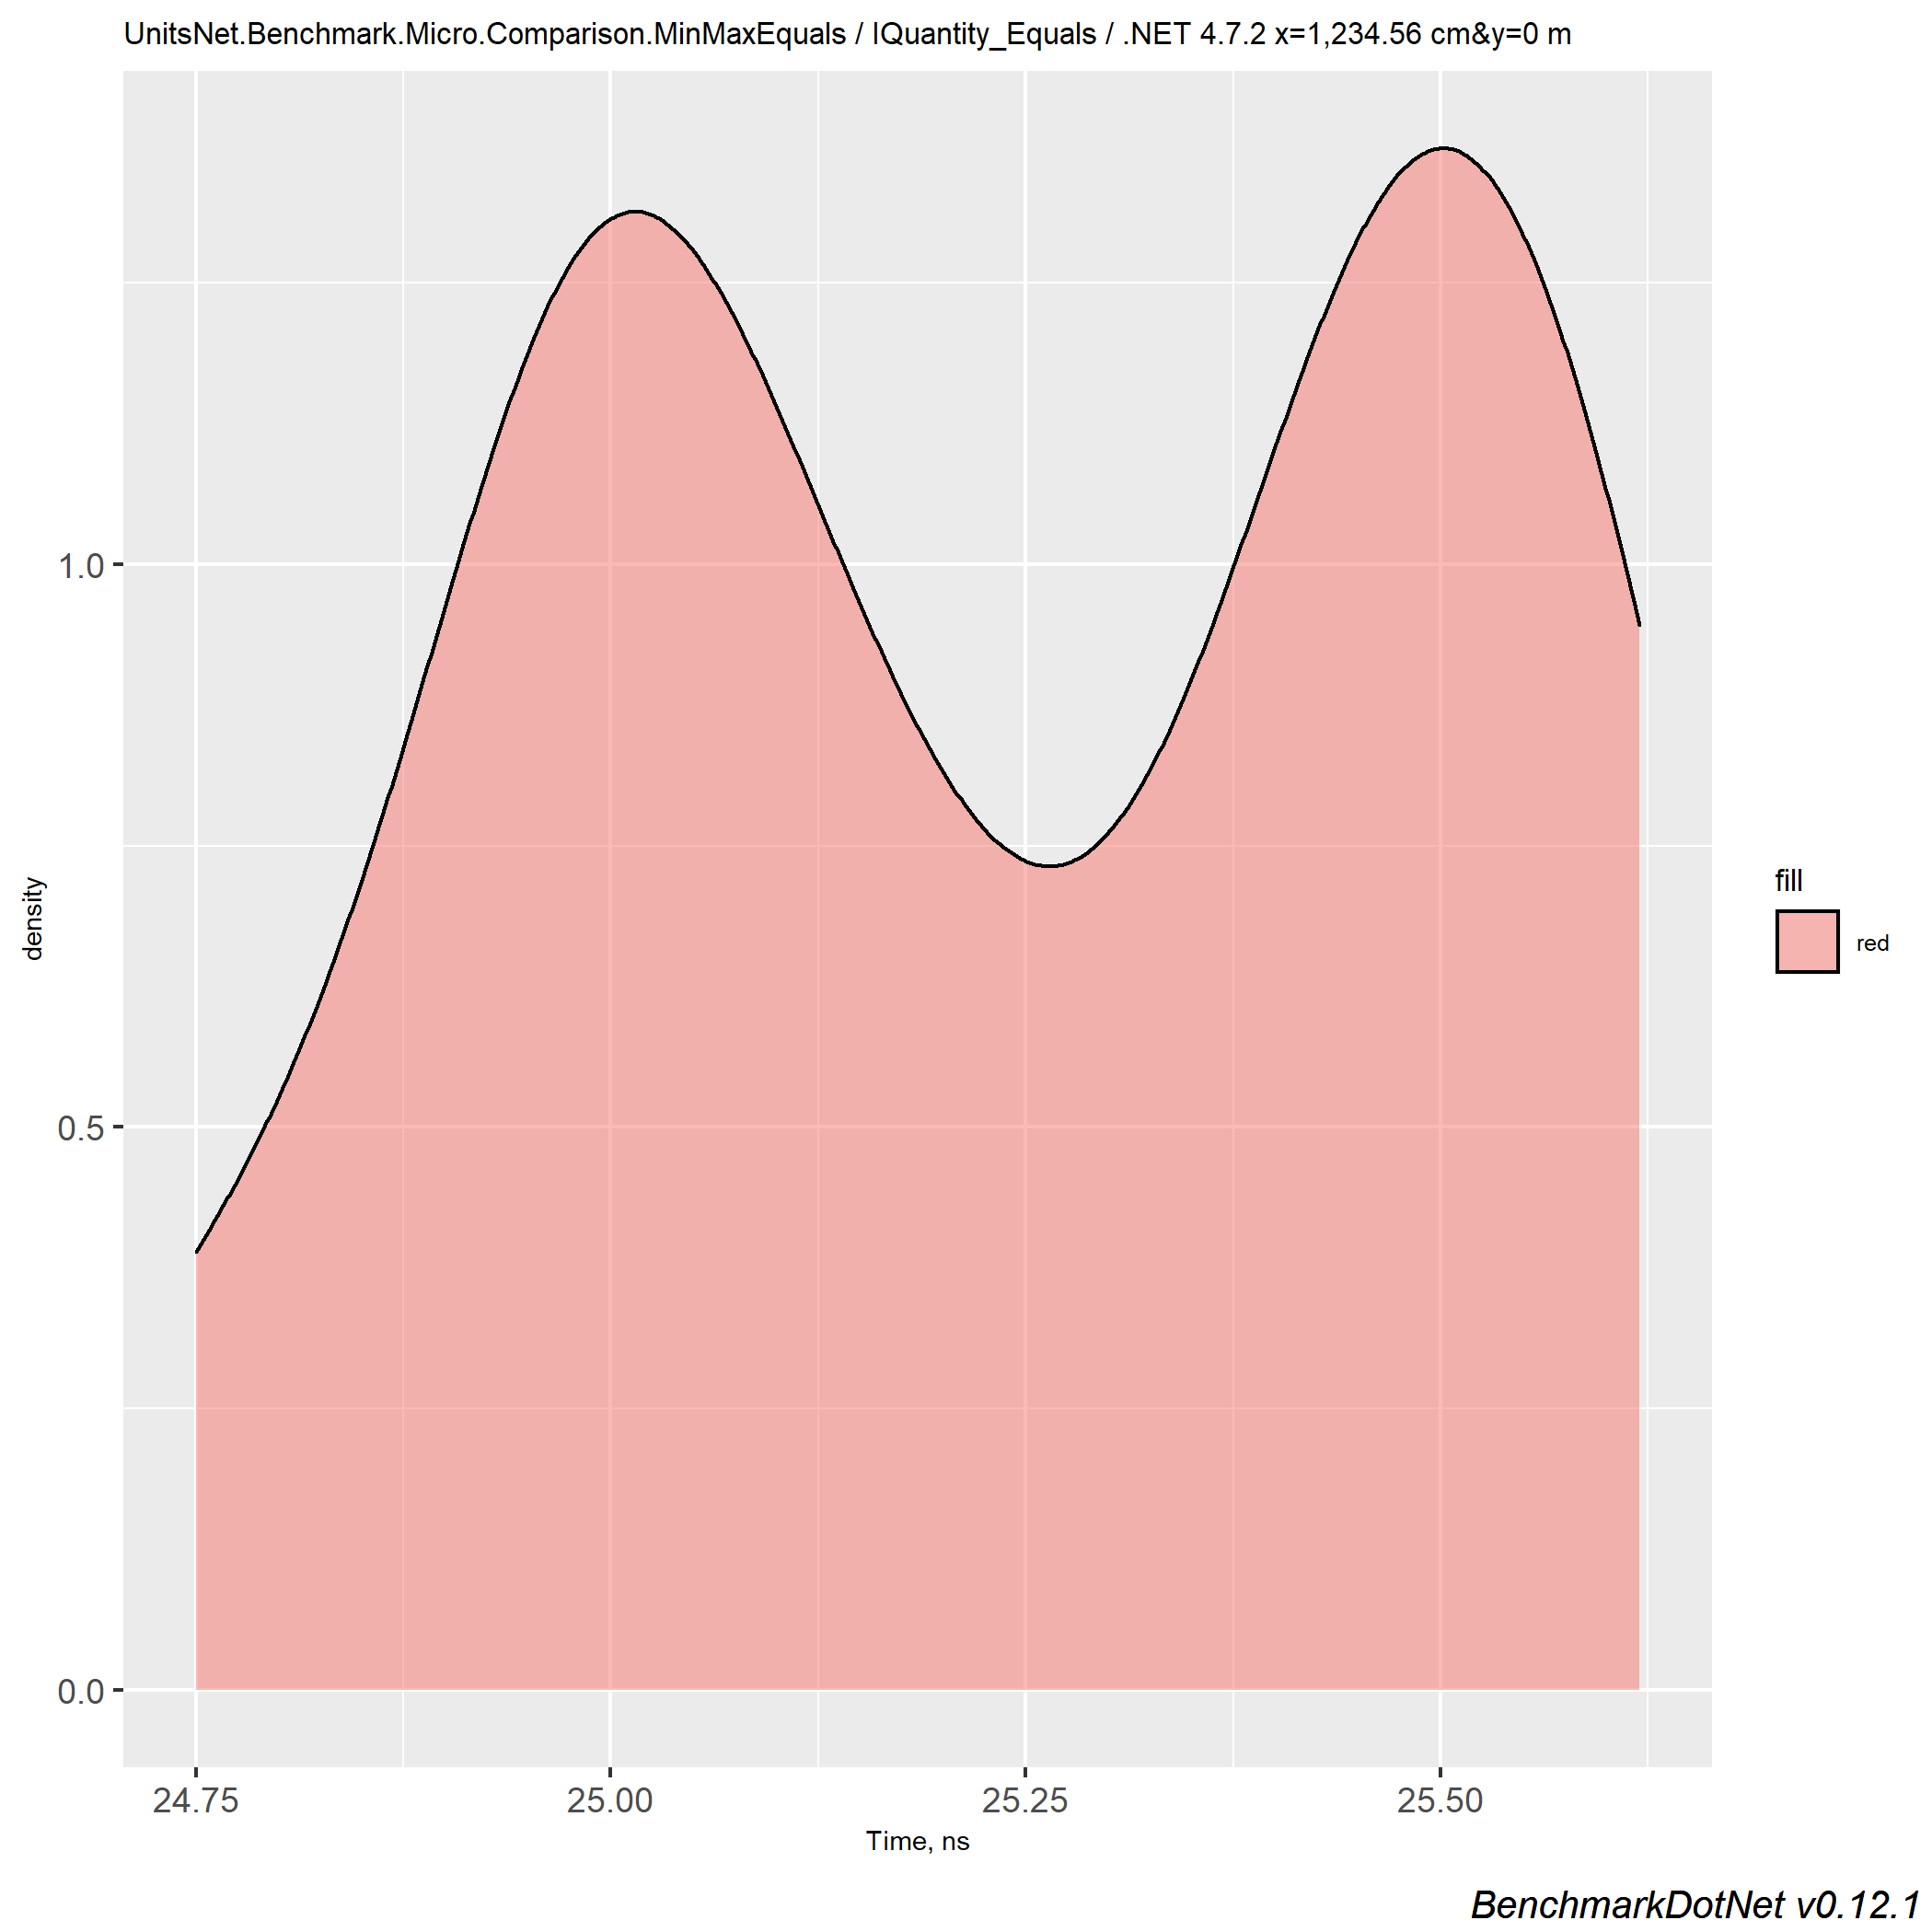 UnitsNet.Benchmark.Micro.Comparison.MinMaxEquals / IQuantity_Equals / .NET 4.7.2 x=1,234.56 cm&y=0 m
1.0
0.5
0.0
density
24.75 25.00 25.25 25.50
Time, ns
fill
red
BenchmarkDotNet v0.12.1